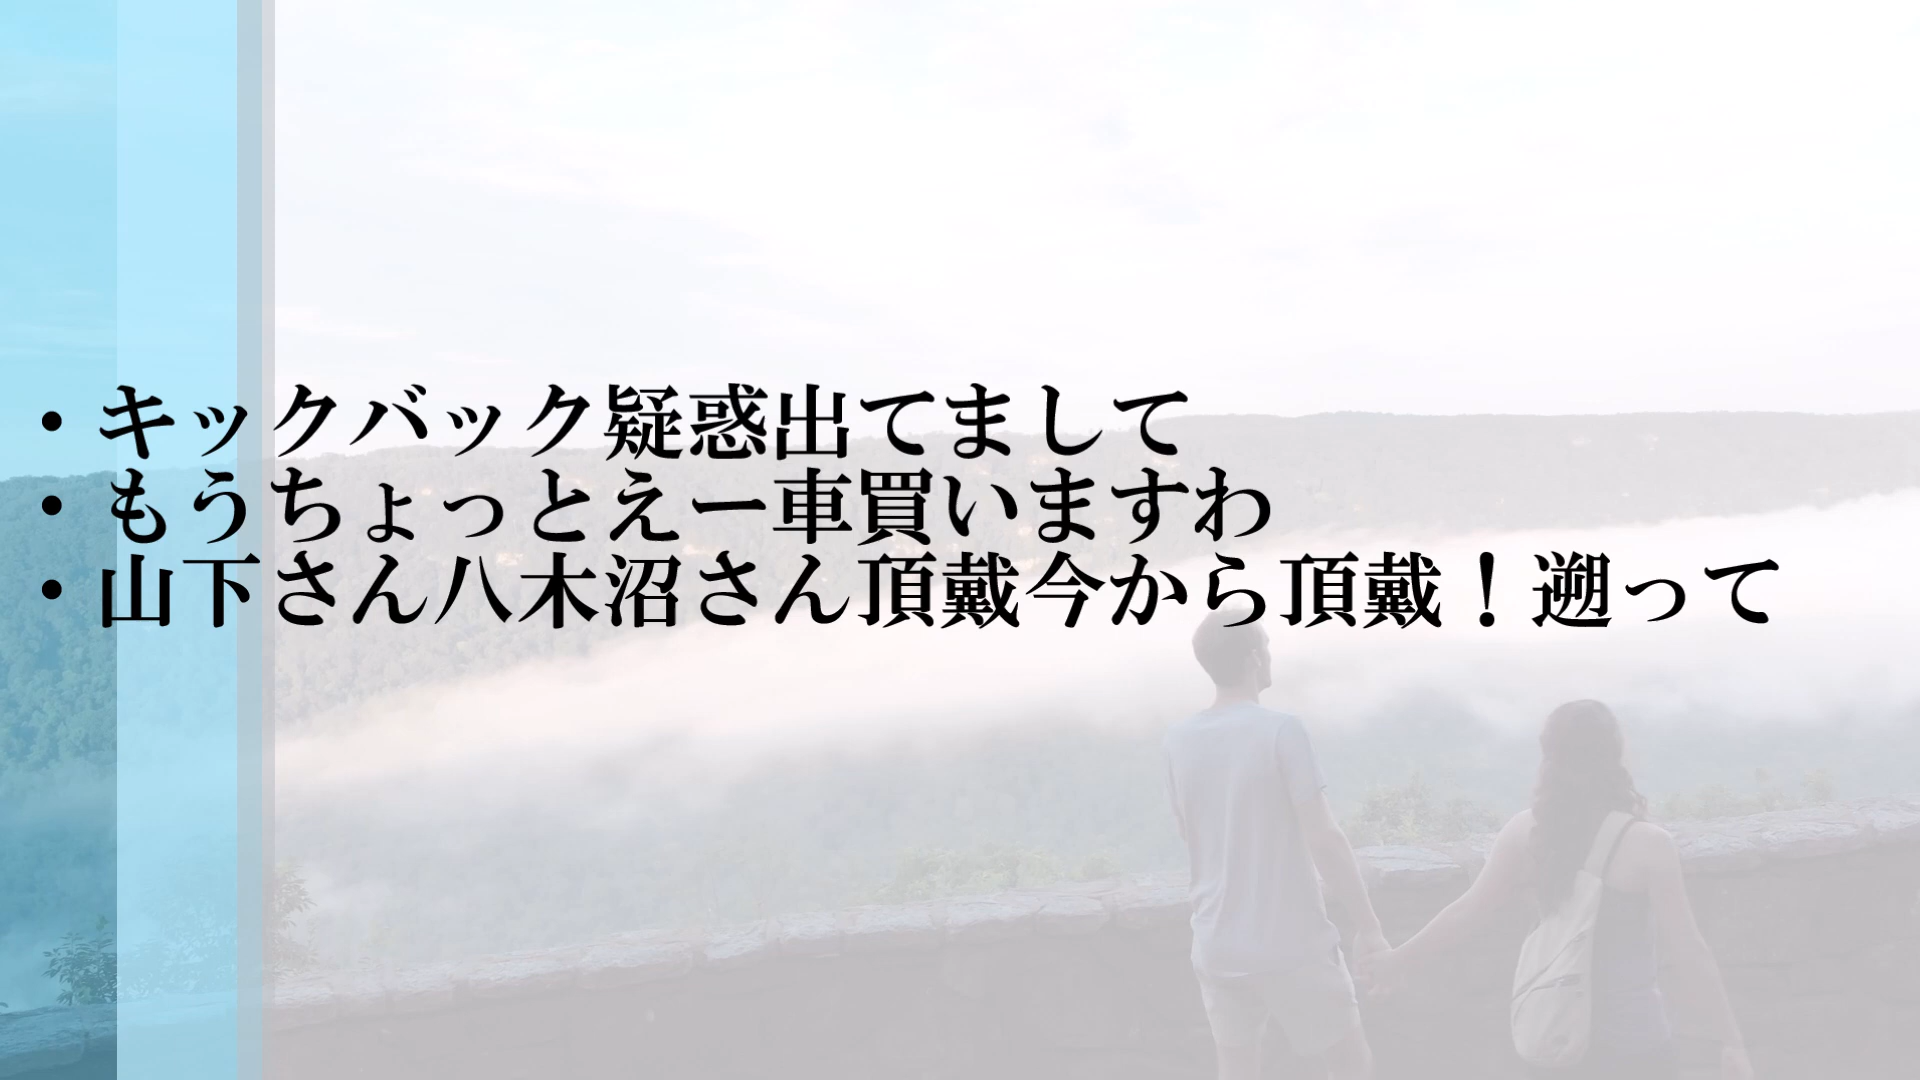 ・キックバック疑惑出てまして
・もうちょっとえー車買いますわ
・山下さん八木沼さん頂戴今から頂戴！遡って